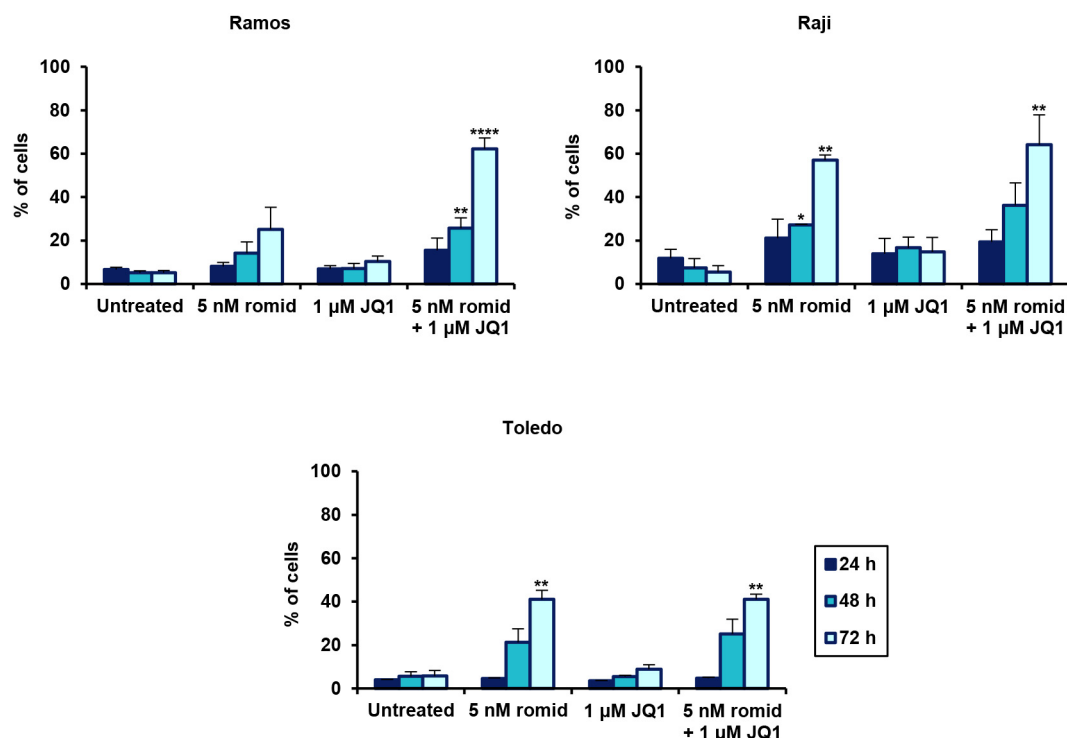 Ramos
% of cells
100
80
60
40
20
0
****
**
Untreated 5 nM romid 1 µM JQ1 5 nM romid
+ 1 µM JQ1
Raji
% of cells
100
80
60
40
20
0
*
**
**
Untreated 5 nM romid 1 µM JQ1 5 nM romid
+ 1 µM JQ1
Toledo
% of cells
100
80
60
40
20
0
**
**
Untreated 5 nM romid 1 µM JQ1 5 nM romid
+ 1 µM JQ1
24 h
48 h
72 h